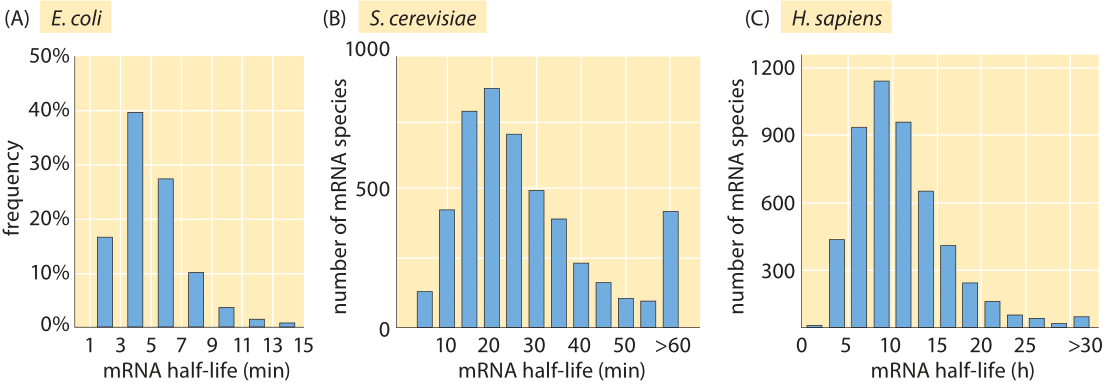 (A) E. coli
50%
40%
30%
20%
10%
0%
frequency
1 3 5 7 9 11 13 15
mRNA half-life (min)
(B) S. cerevisiae
1000
500
0
number of mRNA species
10 20 30 40 50 >60
mRNA half-life (min)
(C) H. sapiens
1200
900
600
300
number of mRNA species
0 5 10 15 20 25 >30
mRNA half-life (h)